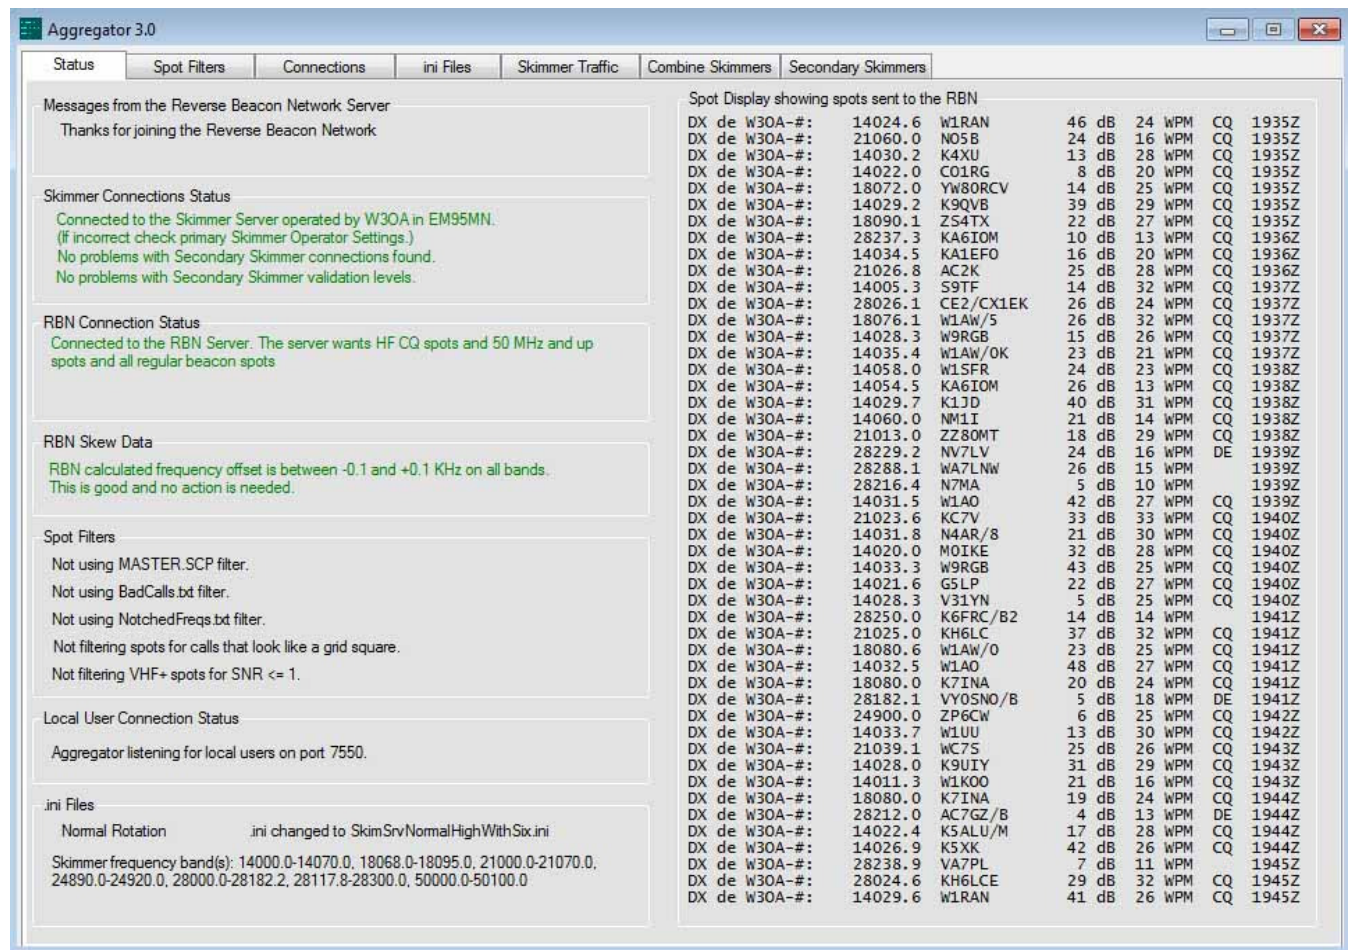 Aggregator 3.0
Status Spot Filters Connections ini Files Skimmer Traffic Combine Skimmers Secondary Skimmers
Messages from the Reverse Beacon Network Server
Thanks for joining the Reverse Beacon Network
Skimmer Connections Status
Connected to the Skimmer Server operated by W3OA in EM95MN.
(If incorrect check primary Skimmer Operator Settings.)
No problems with Secondary Skimmer connections found.
No problems with Secondary Skimmer validation levels.
RBN Connection Status
Connected to the RBN Server. The server wants HF CQ spots and 50 MHz and up
spots and all regular beacon spots
RBN Skew Data
RBN calculated frequency offset is between -0.1 and +0.1 KHz on all bands.
This is good and no action is needed.
Spot Filters
Not using MASTER.SCP filter.
Not using BadCalls.txt filter.
Not using NotchedFreqs.txt filter.
Not filtering spots for calls that look like a grid square.
Not filtering VHF+ spots for SNR <= 1.
Local User Connection Status
Aggregator listening for local users on port 7550.
.ini Files
Normal Rotation .ini changed to SkimSrvNormalHighWithSix.ini
Skimmer frequency band(s): 14000.0-14070.0, 18068.0-18095.0, 21000.0-21070.0,
24890.0-24920.0, 28000.0-28182.2, 28117.8-28300.0, 50000.0-50100.0
Spot Display showing spots sent to the RBN
DX de W3OA-#: 14024.6 W1RAN 46 dB 24 WPM CQ 1935Z
DX de W3OA-#: 21060.0 NO5B 24 dB 16 WPM CQ 1935Z
DX de W3OA-#: 14030.2 K4XU 13 dB 28 WPM CQ 1935Z
DX de W3OA-#: 14022.0 CO1RG 8 dB 20 WPM CQ 1935Z
DX de W3OA-#: 18072.0 YW80RCV 14 dB 25 WPM CQ 1935Z
DX de W3OA-#: 14029.2 K9QVB 39 dB 29 WPM CQ 1935Z
DX de W3OA-#: 18090.1 ZS4TX 22 dB 27 WPM CQ 1935Z
DX de W3OA-#: 28237.3 KA6IOM 10 dB 13 WPM CQ 1936Z
DX de W3OA-#: 14034.5 KA1EFO 16 dB 20 WPM CQ 1936Z
DX de W3OA-#: 21026.8 AC2K 25 dB 28 WPM CQ 1936Z
DX de W3OA-#: 14005.3 S9TF 14 dB 32 WPM CQ 1937Z
DX de W3OA-#: 28026.1 CE2/CX1EK 26 dB 24 WPM CQ 1937Z
DX de W3OA-#: 18076.1 W1AW/5 26 dB 32 WPM CQ 1937Z
DX de W3OA-#: 14028.3 W9RGB 15 dB 26 WPM CQ 1937Z
DX de W3OA-#: 14035.4 W1AW/OK 23 dB 21 WPM CQ 1937Z
DX de W3OA-#: 14058.0 W1SFR 24 dB 23 WPM CQ 1938Z
DX de W3OA-#: 14054.5 KA6IOM 26 dB 13 WPM CQ 1938Z
DX de W3OA-#: 14029.7 K1JD 40 dB 31 WPM CQ 1938Z
DX de W3OA-#: 14060.0 NM1I 21 dB 14 WPM CQ 1938Z
DX de W3OA-#: 21013.0 ZZ80MT 18 dB 29 WPM CQ 1938Z
DX de W3OA-#: 28229.2 NV7LV 24 dB 16 WPM DE 1939Z
DX de W3OA-#: 28288.1 WA7LNW 26 dB 15 WPM 1939Z
DX de W3OA-#: 28216.4 N7MA 5 dB 10 WPM 1939Z
DX de W3OA-#: 14031.5 W1AO 42 dB 27 WPM CQ 1939Z
DX de W3OA-#: 21023.6 KC7V 33 dB 33 WPM CQ 1940Z
DX de W3OA-#: 14031.8 N4AR/8 21 dB 30 WPM CQ 1940Z
DX de W3OA-#: 14020.0 M0IKE 32 dB 28 WPM CQ 1940Z
DX de W3OA-#: 14033.3 W9RGB 43 dB 25 WPM CQ 1940Z
DX de W3OA-#: 14021.6 G5LP 22 dB 27 WPM CQ 1940Z
DX de W3OA-#: 14028.3 V31YN 5 dB 25 WPM CQ 1940Z
DX de W3OA-#: 28250.0 K6FRC/B2 14 dB 14 WPM 1941Z
DX de W3OA-#: 21025.0 KH6LC 37 dB 32 WPM CQ 1941Z
DX de W3OA-#: 18080.6 W1AW/0 23 dB 25 WPM CQ 1941Z
DX de W3OA-#: 14032.5 W1AO 48 dB 27 WPM CQ 1941Z
DX de W3OA-#: 18080.0 K7INA 20 dB 24 WPM CQ 1941Z
DX de W3OA-#: 28182.1 VY0SNO/B 5 dB 18 WPM DE 1941Z
DX de W3OA-#: 24900.0 ZP6CW 6 dB 25 WPM CQ 1942Z
DX de W3OA-#: 14033.7 W1UU 13 dB 30 WPM CQ 1942Z
DX de W3OA-#: 21039.1 WC7S 25 dB 26 WPM CQ 1943Z
DX de W3OA-#: 14028.0 K9UIY 31 dB 29 WPM CQ 1943Z
DX de W3OA-#: 14011.3 W1KOO 21 dB 16 WPM CQ 1943Z
DX de W3OA-#: 18080.0 K7INA 19 dB 24 WPM CQ 1944Z
DX de W3OA-#: 28212.0 AC7GZ/B 4 dB 13 WPM DE 1944Z
DX de W3OA-#: 14022.4 K5ALU/M 17 dB 28 WPM CQ 1944Z
DX de W3OA-#: 14026.9 K5XK 42 dB 26 WPM CQ 1944Z
DX de W3OA-#: 28238.9 VA7PL 7 dB 11 WPM 1945Z
DX de W3OA-#: 28024.6 KH6LCE 29 dB 32 WPM CQ 1945Z
DX de W3OA-#: 14029.6 W1RAN 41 dB 26 WPM CQ 1945Z